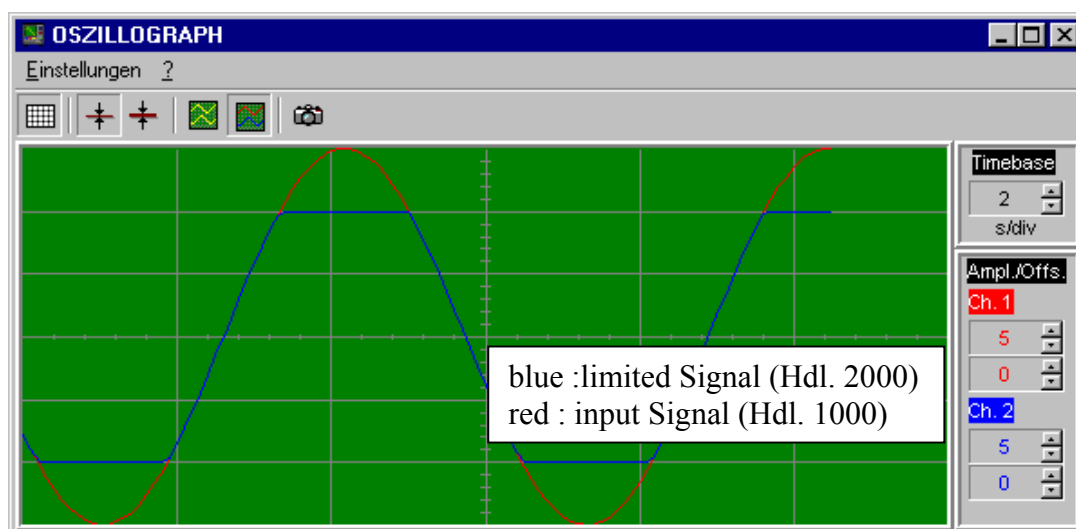 OSZILLOGRAPH
Einstellungen ?
Timebase
2
s/div
Ampl./Offs.
Ch. 1
5
0
Ch. 2
5
0
blue :limited Signal (Hdl. 2000)
red : input Signal (Hdl. 1000)